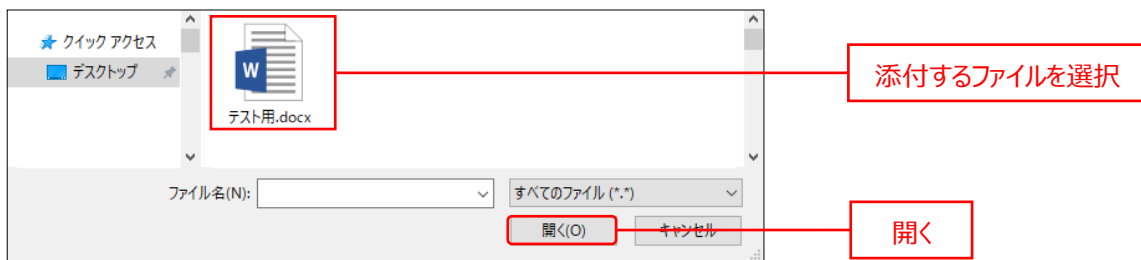 クイック アクセス
デスクトップ
W
テスト用.docx
添付するファイルを選択
ファイル名(N):
すべてのファイル (*.*)
開く(O)
キャンセル
開く